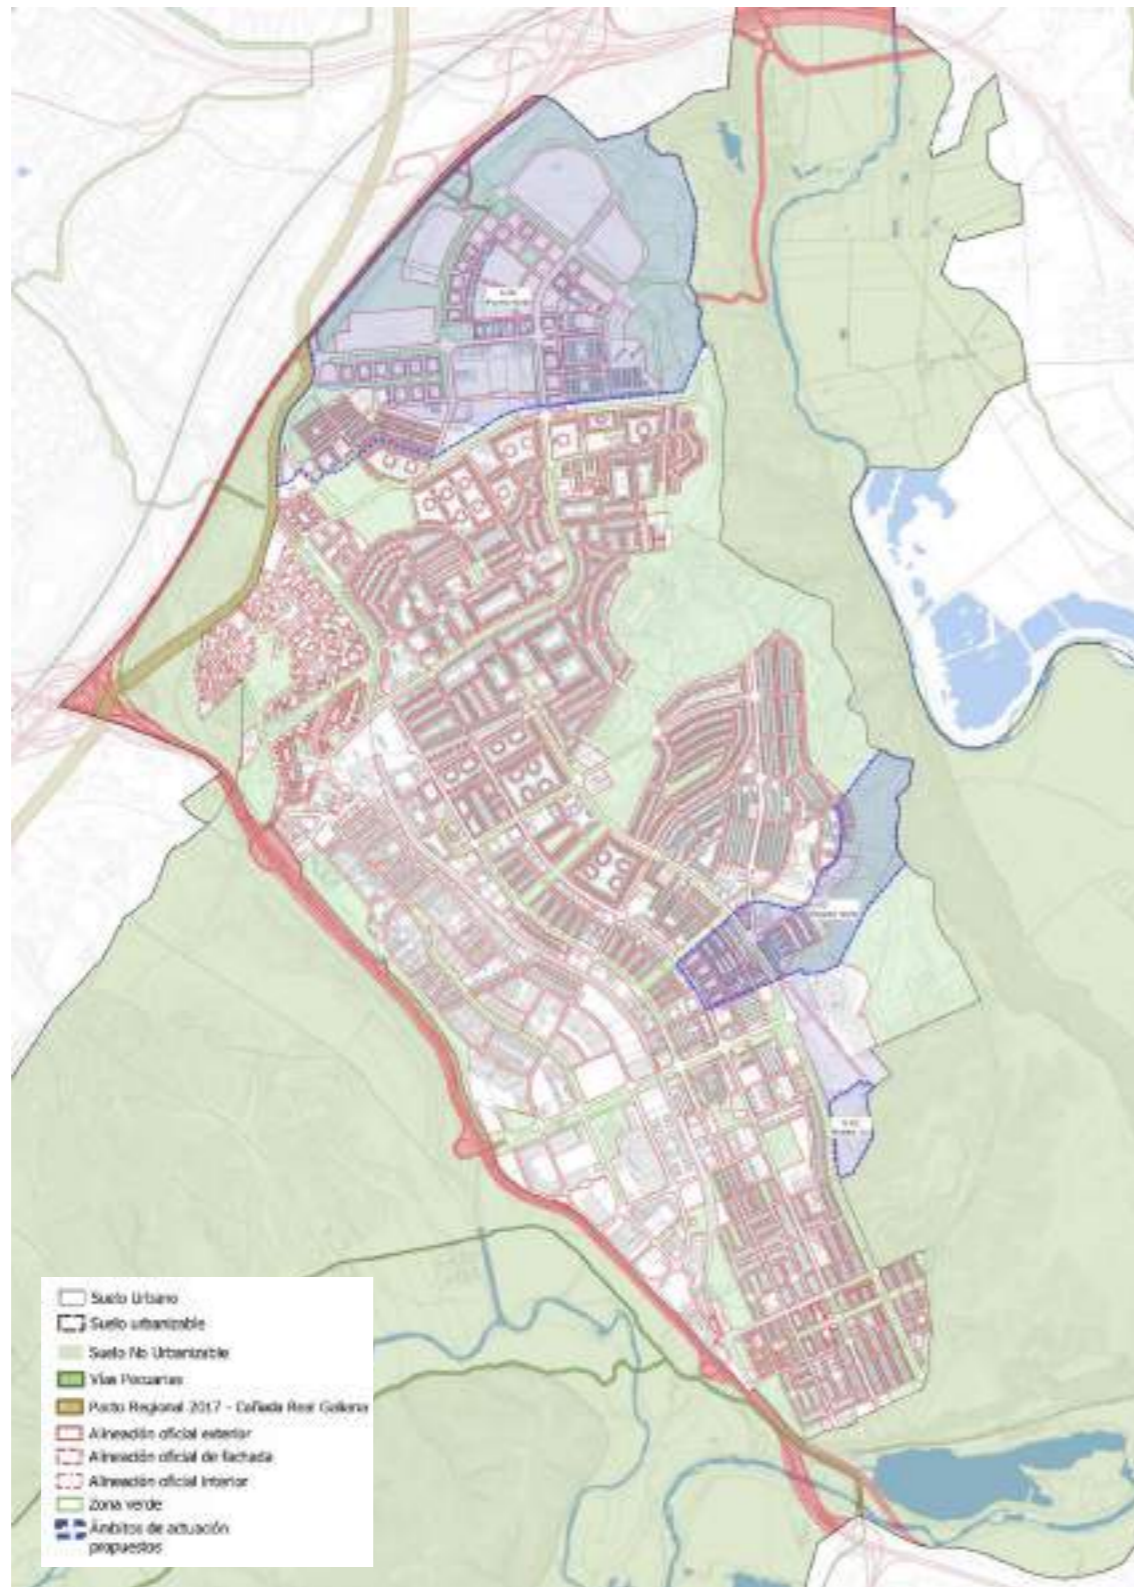 Suelo Urbano
Suelo urbanizable
Suelo No Urbanizable
Vías Pecuarias
Pacto Regional 2017 - Cañada Real Galiana
Alineación oficial exterior
Alineación oficial de fachada
Alineación oficial interior
Zona verde
Ámbitos de actuación
propuestos